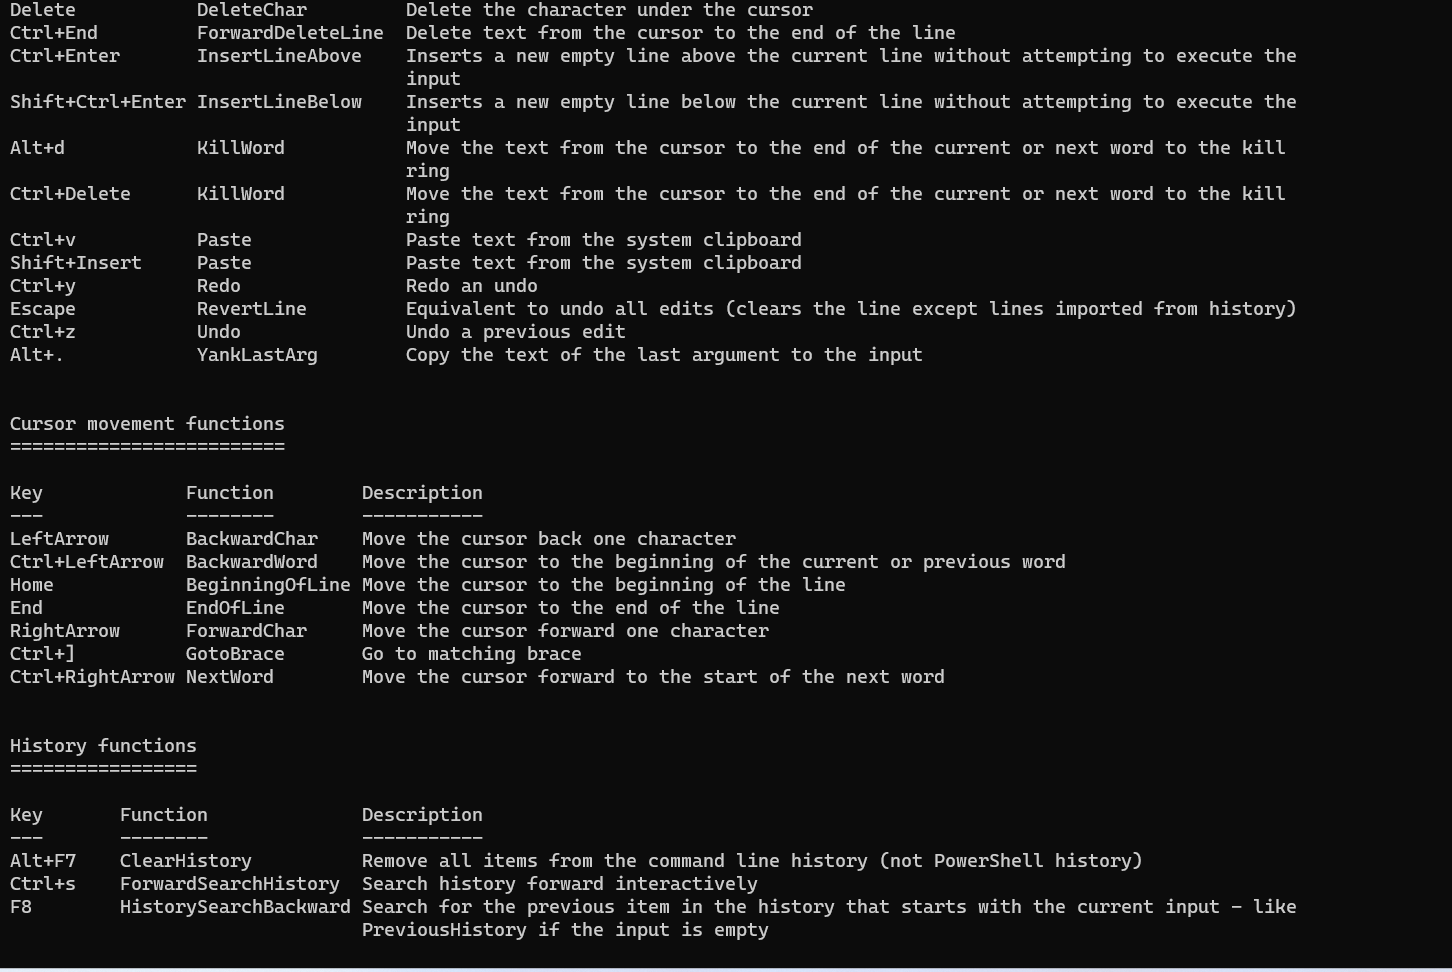 Delete           DeleteChar         Delete the character under the cursor
Ctrl+End         ForwardDeleteLine  Delete text from the cursor to the end of the line
Ctrl+Enter       InsertLineAbove    Inserts a new empty line above the current line without attempting to execute the
                                    input
Shift+Ctrl+Enter InsertLineBelow    Inserts a new empty line below the current line without attempting to execute the
                                    input
Alt+d            KillWord           Move the text from the cursor to the end of the current or next word to the kill
                                    ring
Ctrl+Delete      KillWord           Move the text from the cursor to the end of the current or next word to the kill
                                    ring
Ctrl+v           Paste              Paste text from the system clipboard
Shift+Insert     Paste              Paste text from the system clipboard
Ctrl+y           Redo               Redo an undo
Escape           RevertLine         Equivalent to undo all edits (clears the line except lines imported from history)
Ctrl+z           Undo               Undo a previous edit
Alt+.            YankLastArg        Copy the text of the last argument to the input

Cursor movement functions
=========================

Key             Function        Description
---             --------        -----------
LeftArrow       BackwardChar    Move the cursor back one character
Ctrl+LeftArrow  BackwardWord    Move the cursor to the beginning of the current or previous word
Home            BeginningOfLine Move the cursor to the beginning of the line
End             EndOfLine       Move the cursor to the end of the line
RightArrow      ForwardChar     Move the cursor forward one character
Ctrl+]          GotoBrace       Go to matching brace
Ctrl+RightArrow NextWord        Move the cursor forward to the start of the next word

History functions
=================

Key       Function              Description
---       --------              -----------
Alt+F7    ClearHistory          Remove all items from the command line history (not PowerShell history)
Ctrl+s    ForwardSearchHistory  Search history forward interactively
F8        HistorySearchBackward Search for the previous item in the history that starts with the current input - like
                                PreviousHistory if the input is empty